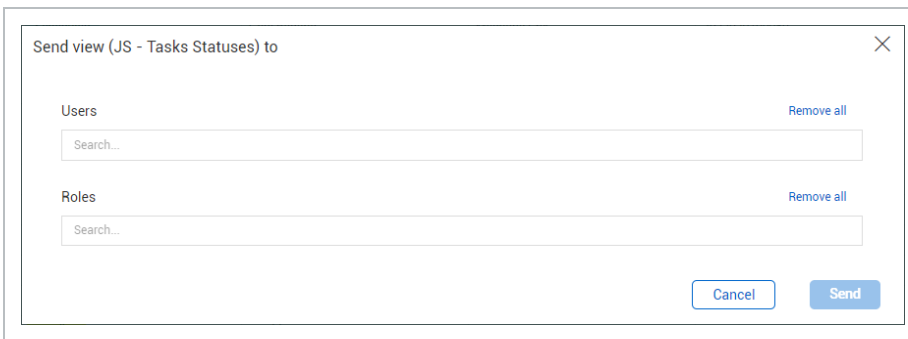 Send view (JS - Tasks Statuses) to
Users
Remove all
Search...
Roles
Remove all
Search...
Cancel
Send